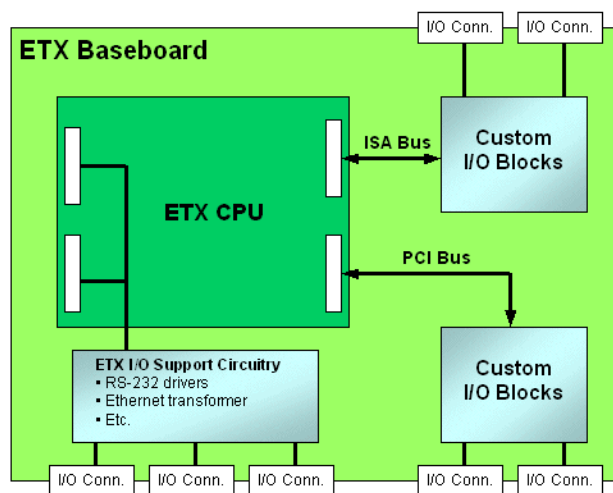 I/O Conn.
I/O Conn.
ETX Baseboard
ISA Bus
Custom
I/O Blocks
ETX CPU
PCI Bus
ETX I/O Support Circuitry
▪ RS-232 drivers
▪ Ethernet transformer
▪ Etc.
Custom
I/O Blocks
I/O Conn.
I/O Conn.
I/O Conn.
I/O Conn.
I/O Conn.